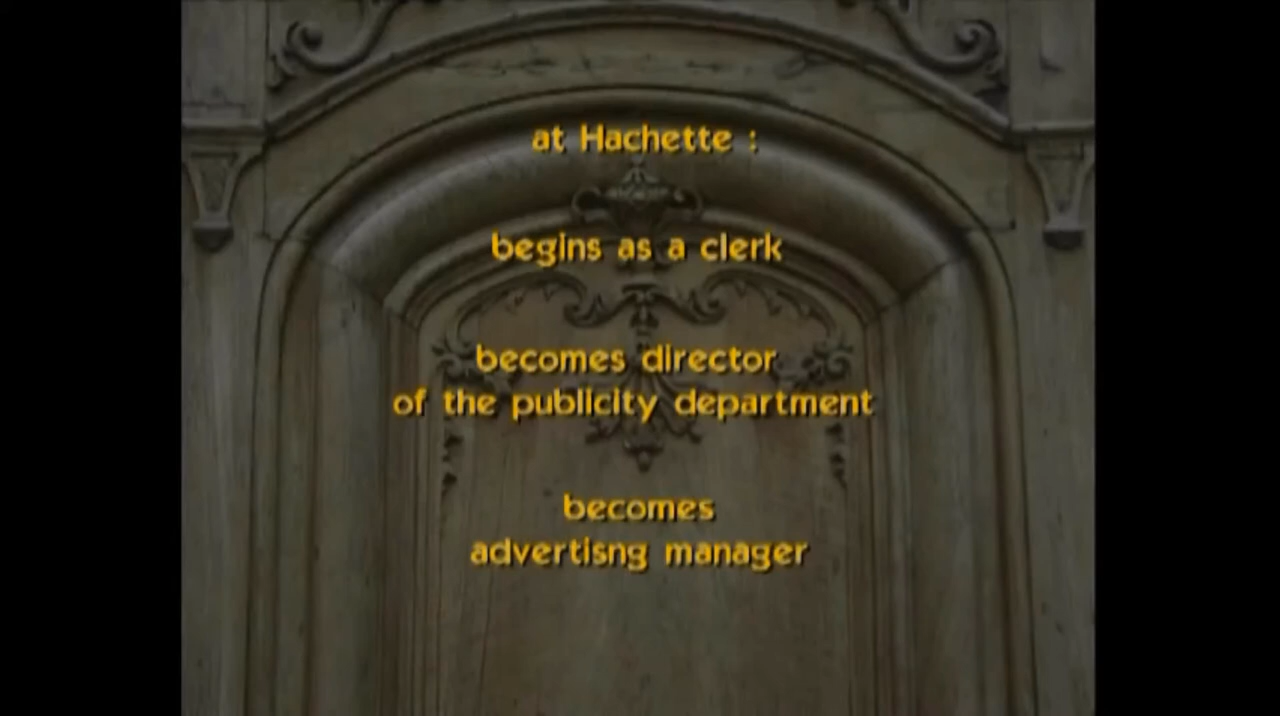 at Hachette :
begins as a clerk
becomes director
of the publicity department
becomes
advertisng manager